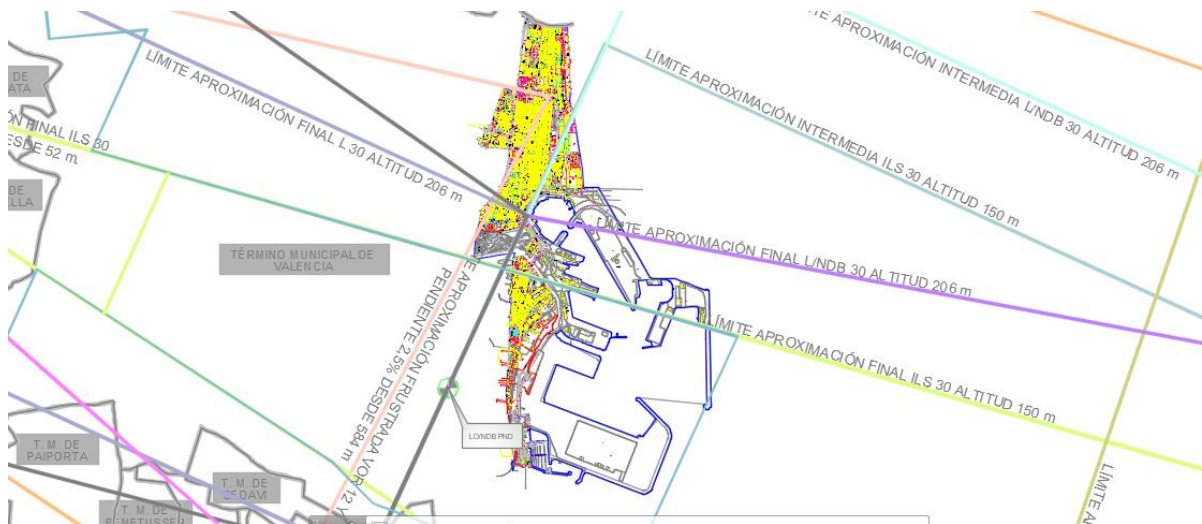 LÍMITE APROXIMACIÓN INTERMEDIA L/NDB 30 ALTITUD 206 m
LÍMITE APROXIMACIÓN FINAL L 30 ALTITUD 206 m
LÍMITE APROXIMACIÓN INTERMEDIA ILS 30 ALTITUD 150 m
DE
FINAL ILS 30
DESDE 52 m.
DE
LÍMITE APROXIMACIÓN FINAL L/NDB 30 ALTITUD 206 m
TÉRMINO MUNICIPAL DE
VALENCIA
APROXIMACIÓN FRUSTRADA VOR 12 Y
PENDIENTE 2.5% DESDE 584 m
LÍMITE APROXIMACIÓN FINAL ILS 30 ALTITUD 150 m
LO/NDB PND
T. M. DE
PAIPORTA
T. M. DE
SEDAVI
T. M. DE
LÍMITE